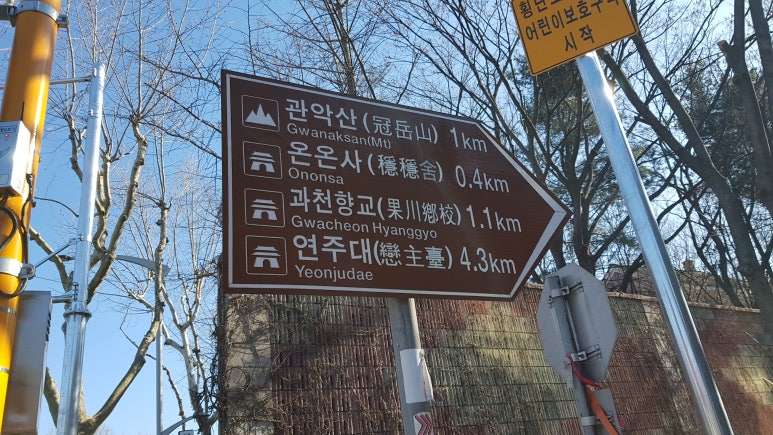 어린이보호구역
시작
관악산(冠岳山) 1km
Gwanaksan(Mt)
온온사(穩穩舍) 0.4km
Ononsa
과천향교(果川鄕校) 1.1km
Gwacheon Hyanggyo
연주대(戀主臺) 4.3km
Yeonjudae